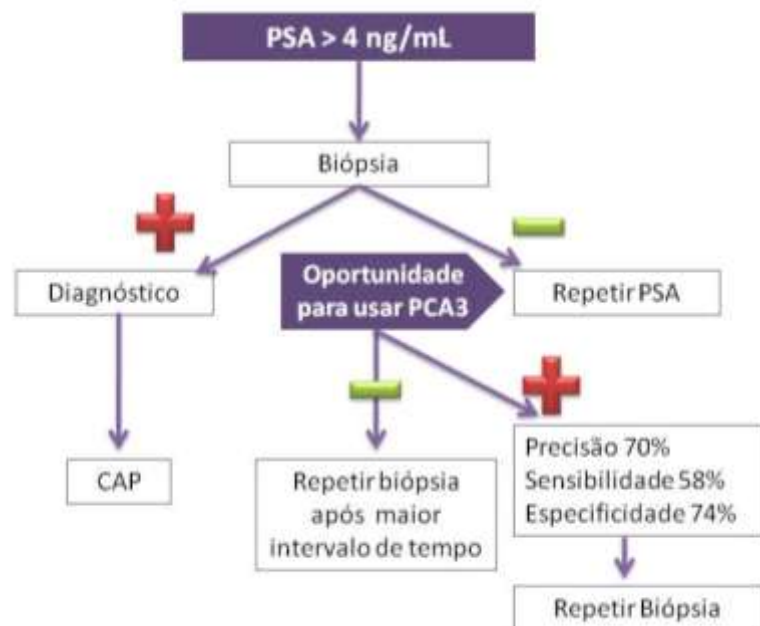 PSA > 4 ng/mL
Biópsia
Diagnóstico
Oportunidade
para usar PCA3
Repetir PSA
CAP
Repetir biópsia
após maior
intervalo de tempo
Precisão 70%
Sensibilidade 58%
Especificidade 74%
Repetir Biópsia